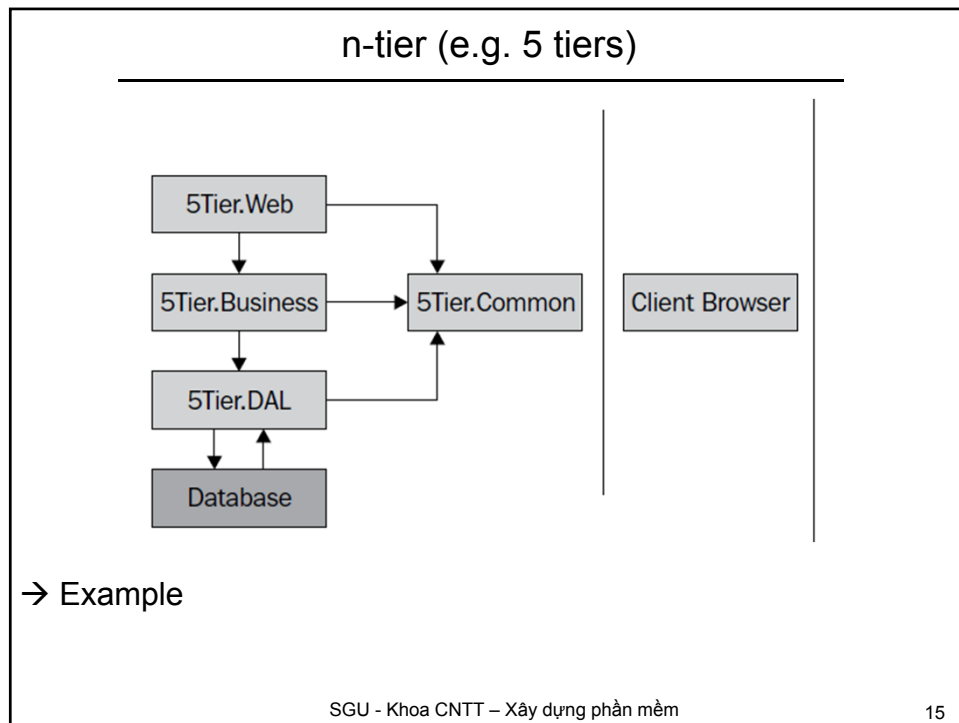 n-tier (e.g. 5 tiers)
5Tier.Web
5Tier.Business
5Tier.Common
Client Browser
5Tier.DAL
Database
→ Example
SGU - Khoa CNTT – Xây dựng phần mềm
15